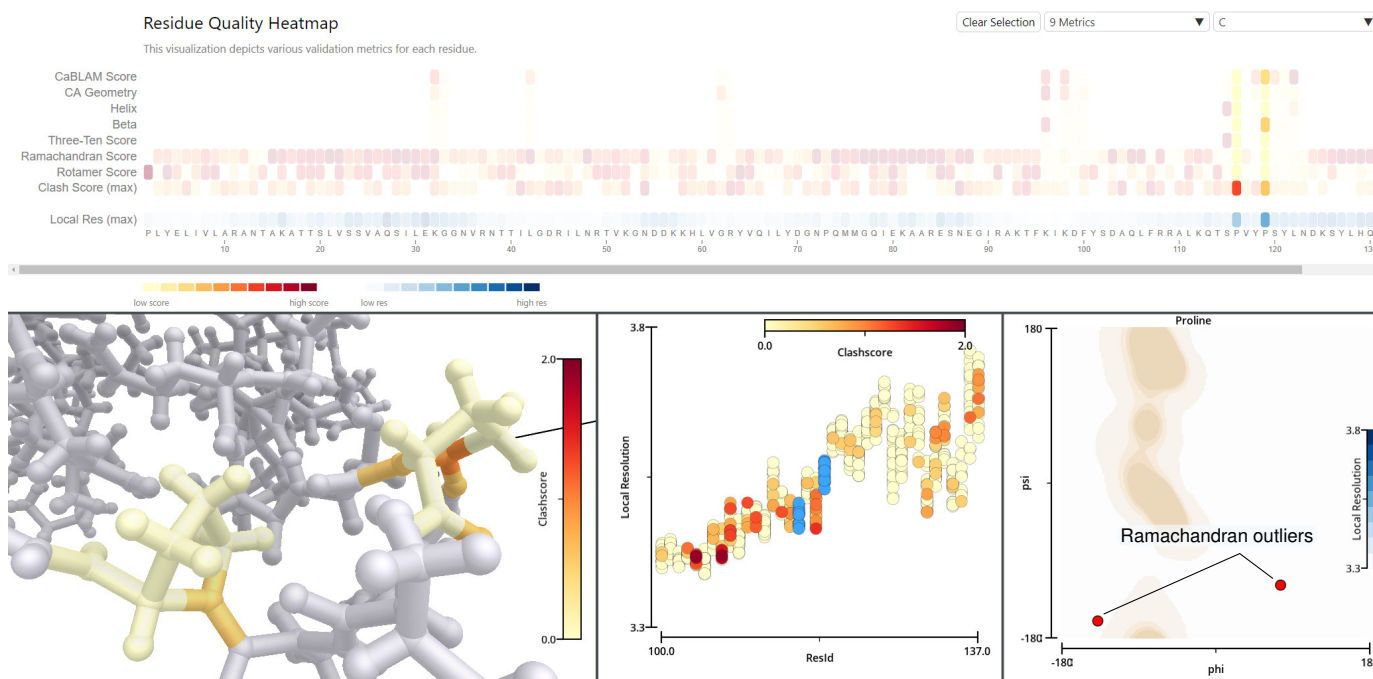 Residue Quality Heatmap
Clear Selection
9 Metrics
C
This visualization depicts various validation metrics for each residue.
CaBLAM Score
CA Geometry
Helix
Beta
Three-Ten Score
Ramachandran Score
Rotamer Score
Clash Score (max)
Local Res (max)
P L Y E L I V L A R A N T A K A T T S L V S S V A Q S I L E K G G N V R N T T I L G D R I L N R T V K G N D D K K H L V G R Y V Q I L Y D G N P Q M M G Q I E K A A R E S N E G I R A K T F K I K D F Y S D A Q L F R R A L K Q T S P V Y P S Y L N D K S Y L H Q
10 20 30 40 50 60 70 80 90 100 110 120 13
low score high score low res high res
2.0
Clashscore
0.0
3.8
Local Resolution
3.3
0.0 2.0
Clashscore
100.0 137.0
ResId
Proline
180
psi
-180
Ramachandran outliers
3.8
Local Resolution
3.3
-180 18
phi